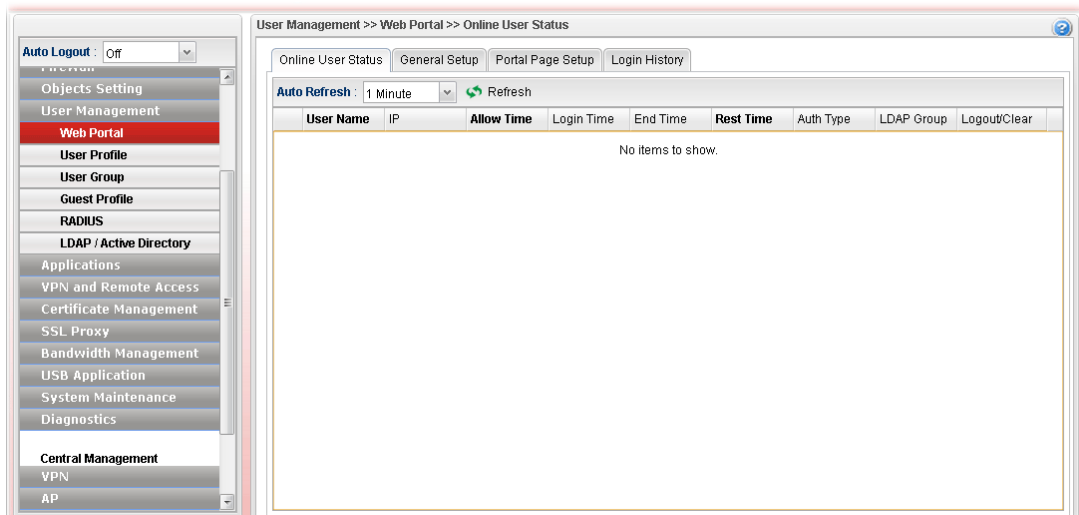 User Management >> Web Portal >> Online User Status
Auto Logout : Off
Firewall
Objects Setting
User Management
Web Portal
User Profile
User Group
Guest Profile
RADIUS
LDAP / Active Directory
Applications
VPN and Remote Access
Certificate Management
SSL Proxy
Bandwidth Management
USB Application
System Maintenance
Diagnostics
Central Management
VPN
AP
Online User Status General Setup Portal Page Setup Login History
Auto Refresh : 1 Minute Refresh
User Name IP Allow Time Login Time End Time Rest Time Auth Type LDAP Group Logout/Clear
No items to show.